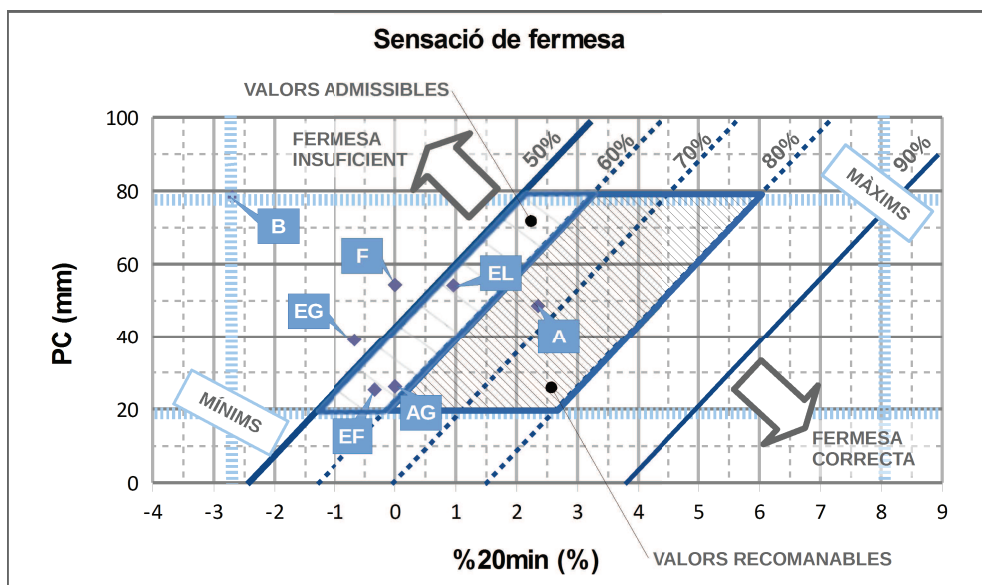 Sensació de fermesa
VALORS ADMISSIBLES
FERMESA
INSUFICIENT
50%
60%
70%
80%
90%
MÀXIMS
MÍNIMS
B
F
EL
EG
A
EF
AG
FERMESA
CORRECTA
VALORS RECOMANABLES
PC (mm)
100
80
60
40
20
0
-4 -3 -2 -1 0 1 2 3 4 5 6 7 8 9
%20min (%)